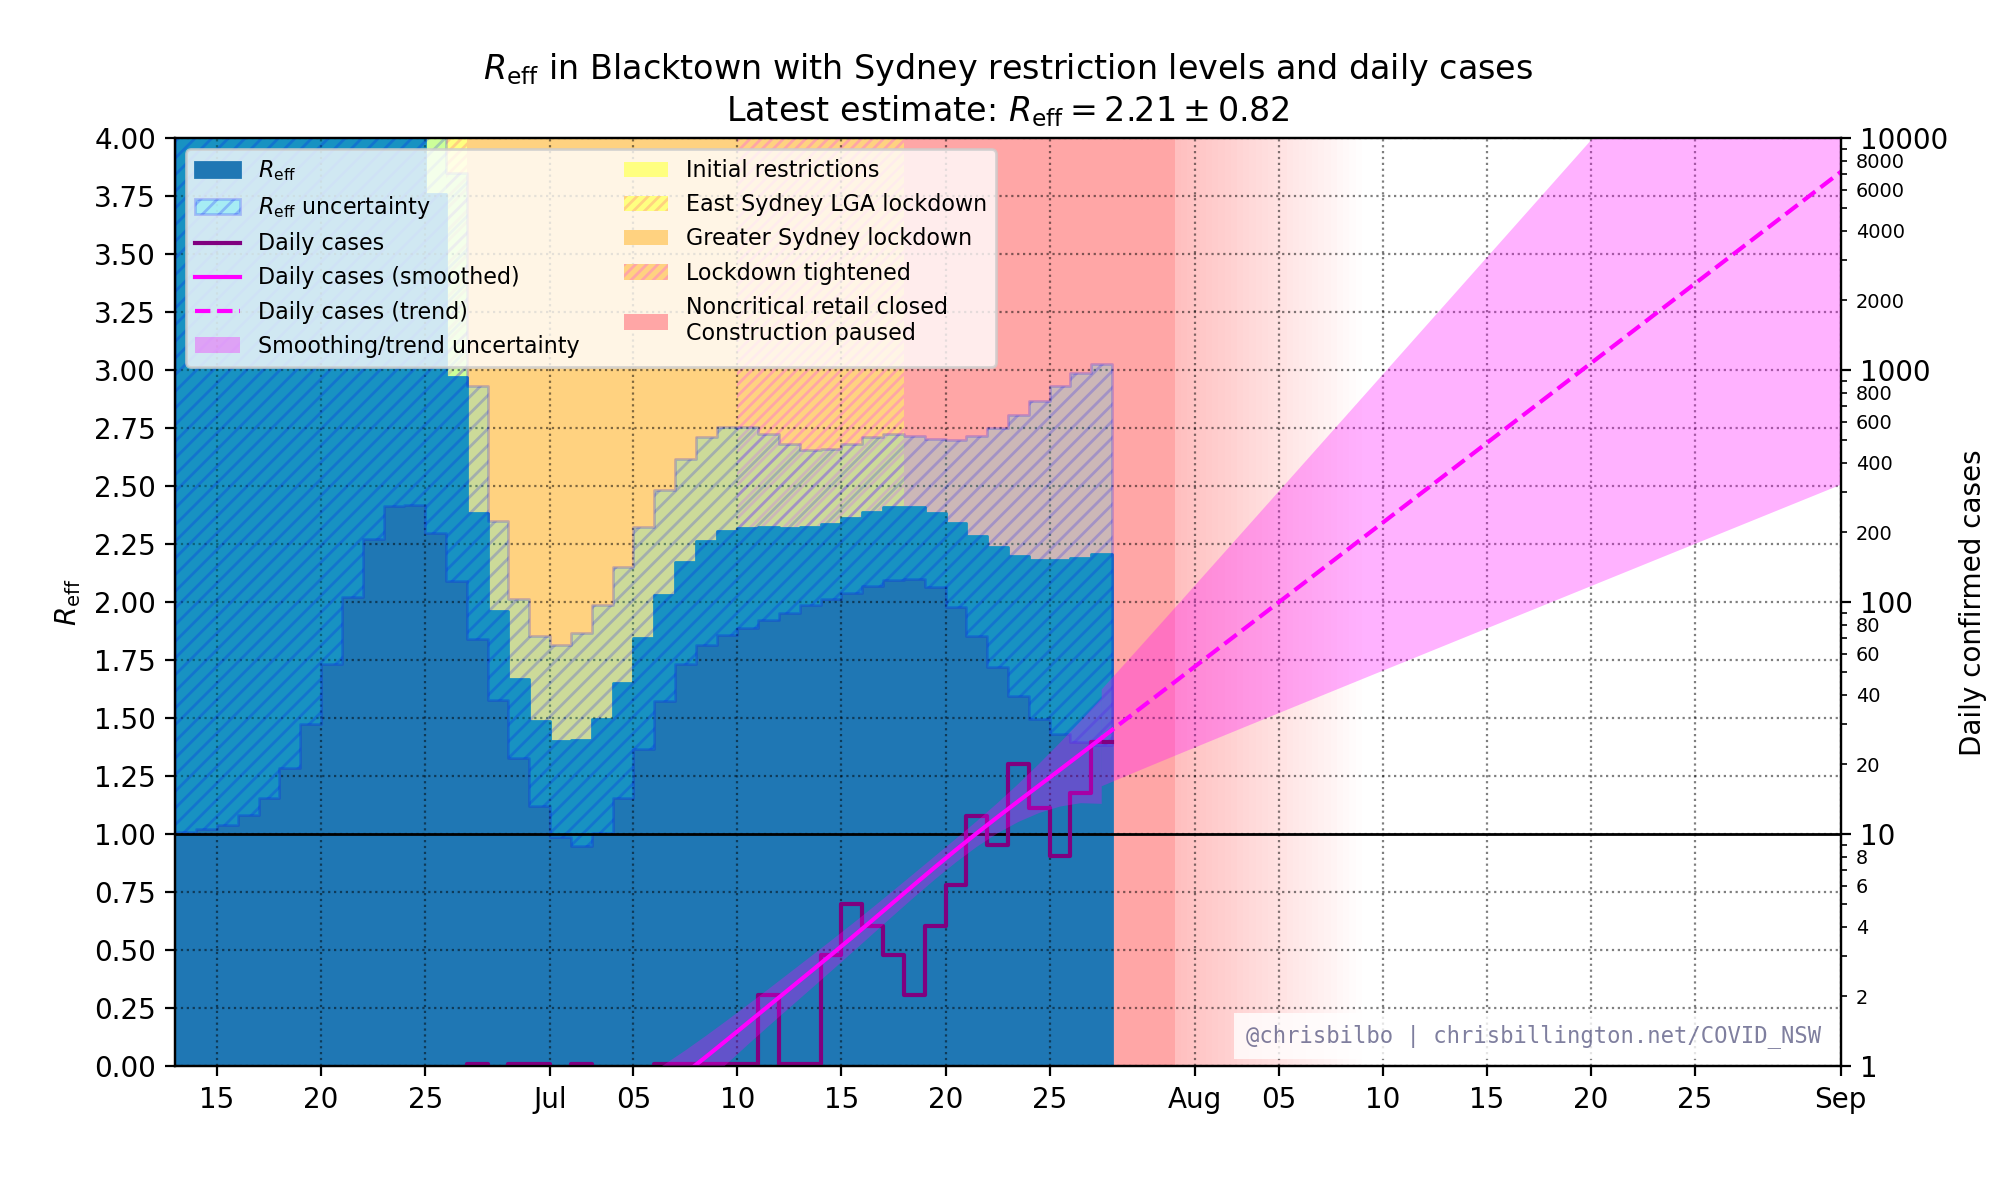 R_eff in Blacktown with Sydney restriction levels and daily cases
Latest estimate: R_eff = 2.21 ± 0.82
R_eff
R_eff uncertainty
Daily cases
Daily cases (smoothed)
Daily cases (trend)
Smoothing/trend uncertainty
Initial restrictions
East Sydney LGA lockdown
Greater Sydney lockdown
Lockdown tightened
Noncritical retail closed
Construction paused
R_eff
4.00
3.75
3.50
3.25
3.00
2.75
2.50
2.25
2.00
1.75
1.50
1.25
1.00
0.75
0.50
0.25
0.00
15 20 25 Jul 05 10 15 20 25 Aug 05 10 15 20 25 Sep
10000
8000
6000
4000
2000
1000
800
600
400
200
100
80
60
40
20
10
8
6
4
2
1
Daily confirmed cases
@chrisbilbo | chrisbillington.net/COVID_NSW